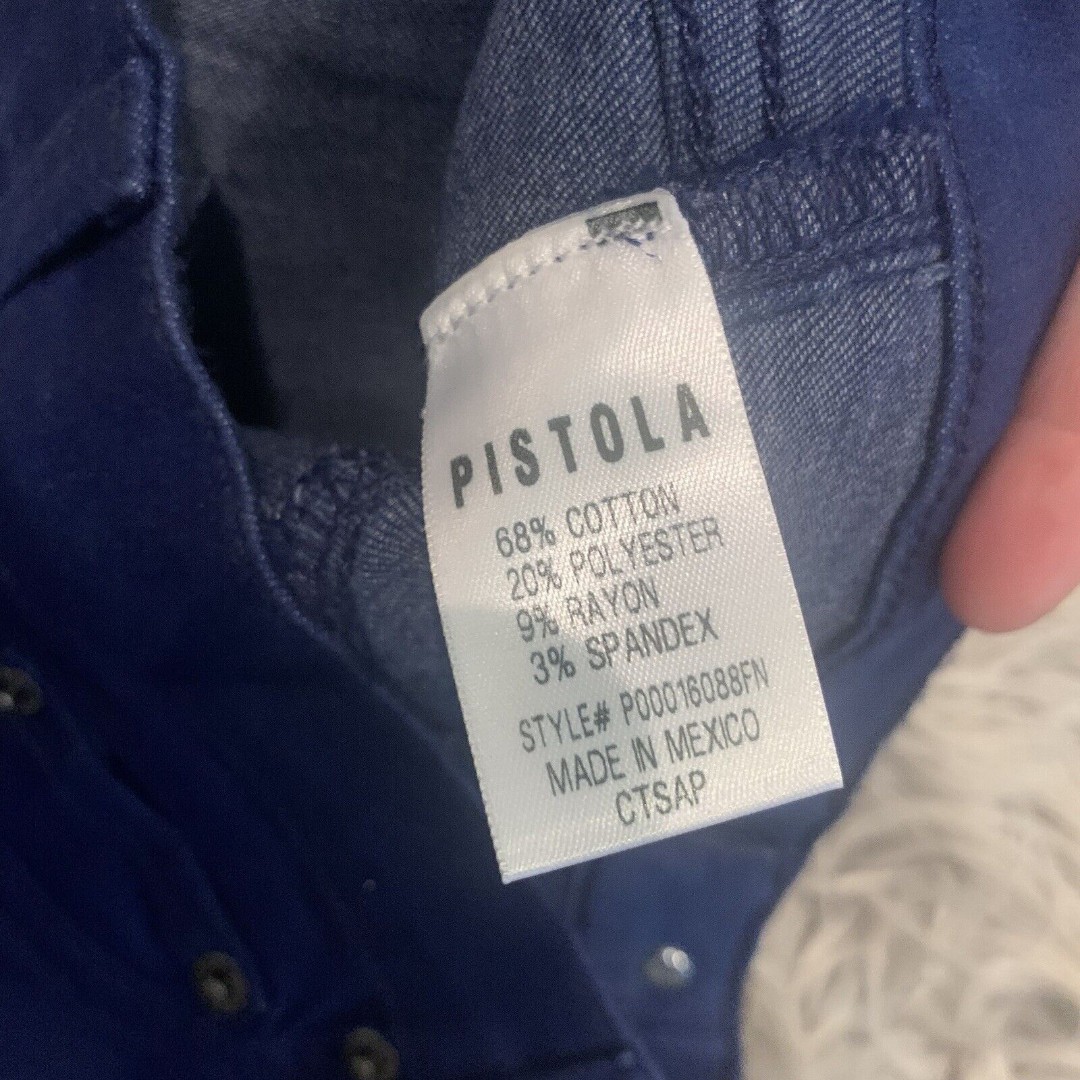 PISTOLA
68% COTTON
20% POLYESTER
9% RAYON
3% SPANDEX
STYLE# P00016088FN
MADE IN MEXICO
CTSAP